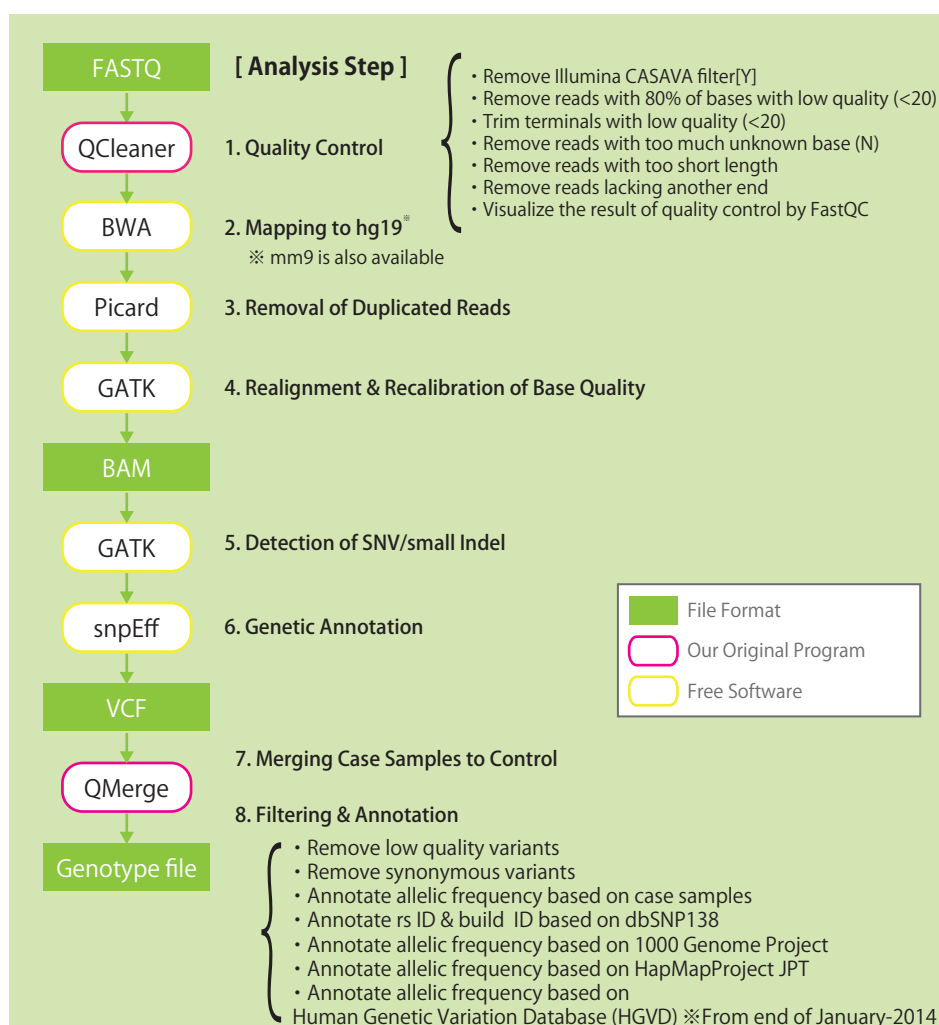 FASTQ
[ Analysis Step ]
・Remove Illumina CASAVA filter[Y]
・Remove reads with 80% of bases with low quality (<20)
・Trim terminals with low quality (<20)
・Remove reads with too much unknown base (N)
・Remove reads with too short length
・Remove reads lacking another end
・Visualize the result of quality control by FastQC
QCleaner
1. Quality Control
BWA
2. Mapping to hg19※
※ mm9 is also available
Picard
3. Removal of Duplicated Reads
GATK
4. Realignment & Recalibration of Base Quality
BAM
GATK
5. Detection of SNV/small Indel
snpEff
6. Genetic Annotation
File Format
Our Original Program
Free Software
VCF
7. Merging Case Samples to Control
QMerge
8. Filtering & Annotation
Genotype file
・Remove low quality variants
・Remove synonymous variants
・Annotate allelic frequency based on case samples
・Annotate rs ID & build ID based on dbSNP138
・Annotate allelic frequency based on 1000 Genome Project
・Annotate allelic frequency based on HapMapProject JPT
・Annotate allelic frequency based on
Human Genetic Variation Database (HGVD) ※From end of January-2014